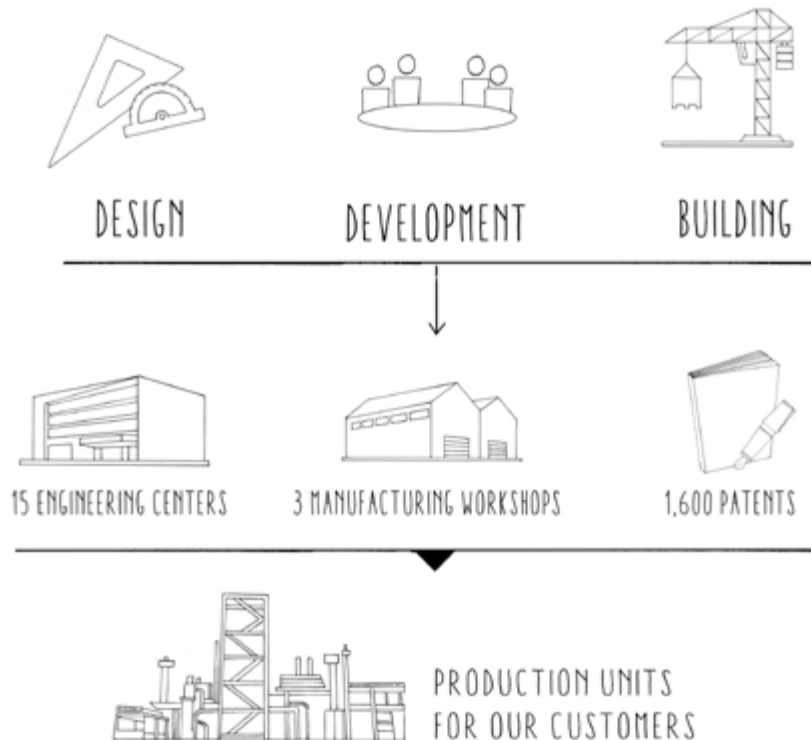 DESIGN
DEVELOPMENT
BUILDING
15 ENGINEERING CENTERS
3 MANUFACTURING WORKSHOPS
1,600 PATENTS
PRODUCTION UNITS
FOR OUR CUSTOMERS